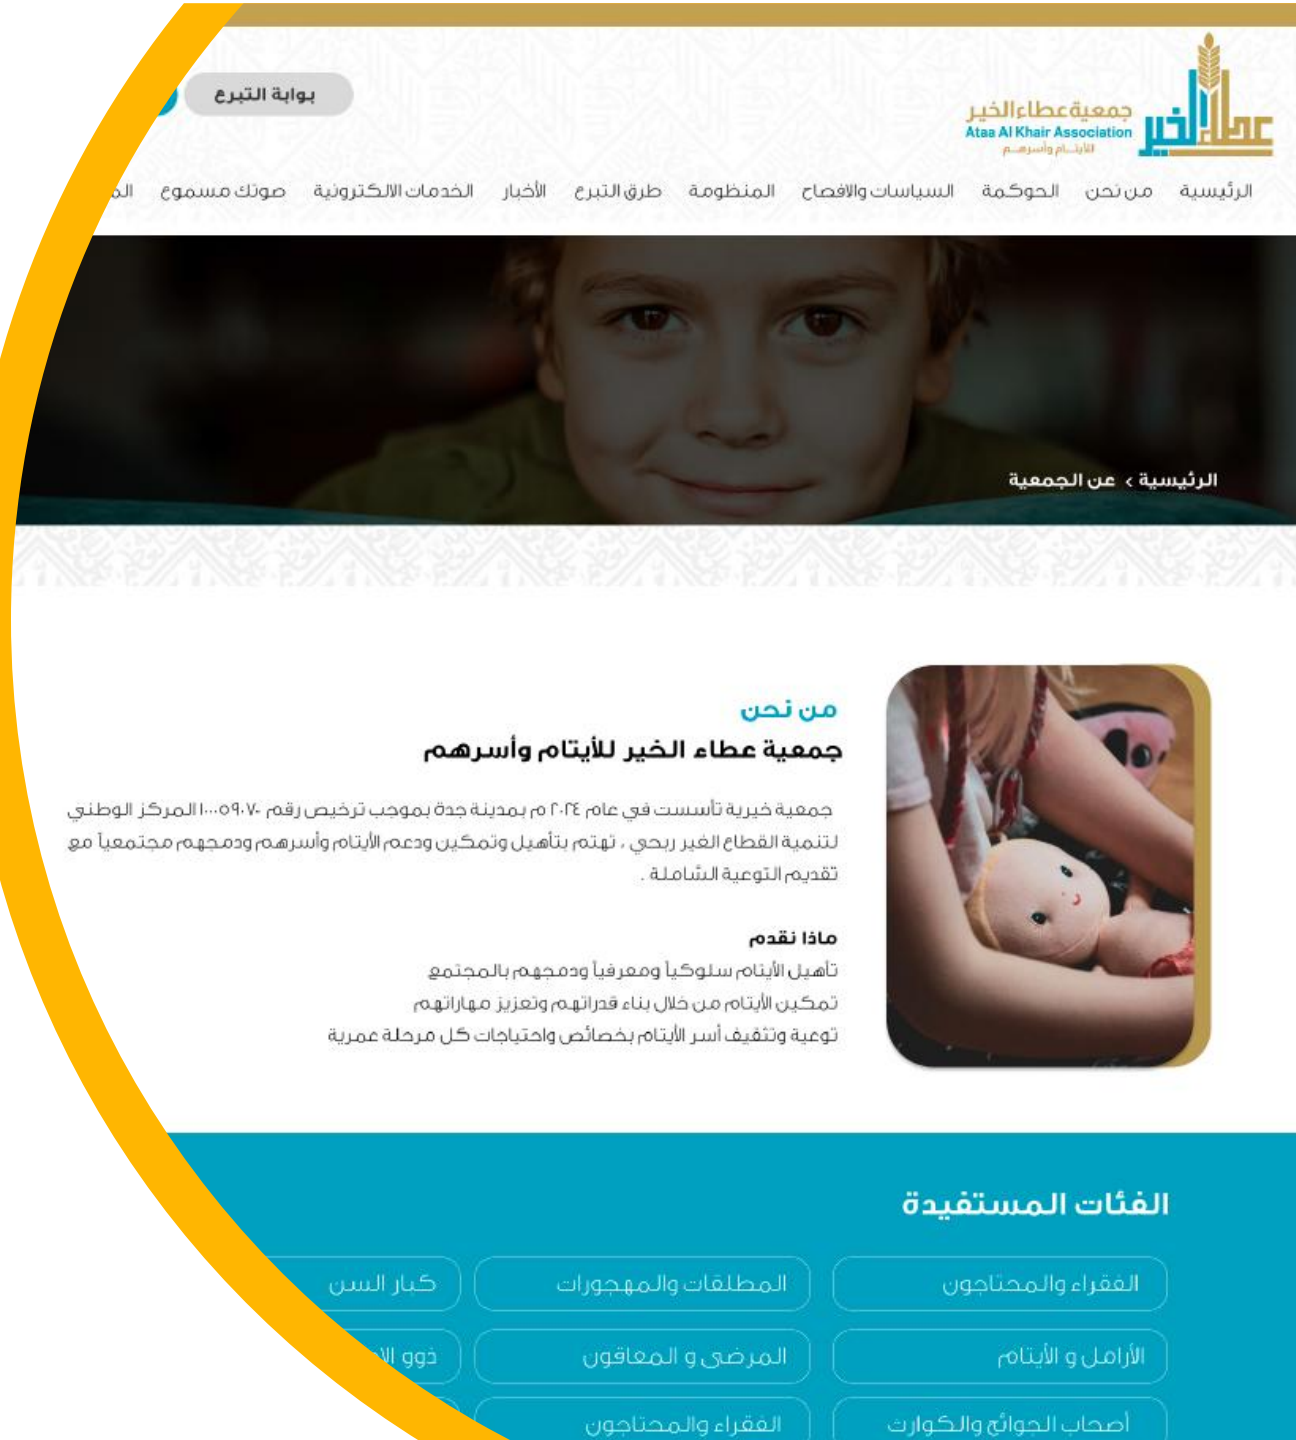 بوابة التبرع
جمعية عطاء الخير
Ataa Al Khair Association
للأيتــام وأسرهــم
عطاء الخير
الرئيسية من نحن الحوكمة السياسات والافصاح المنظومة طرق التبرع الأخبار الخدمات الالكترونية صوتك مسموع
الرئيسية > عن الجمعية
من نحن
جمعية عطاء الخير للأيتام وأسرهم
جمعية خيرية تأسست في عام ٢٠٢٤ م بمدينة جدة بموجب ترخيص رقم المركز الوطني
لتنمية القطاع الغير ربحي ، تهتم بتأهيل وتمكين ودعم الأيتام وأسرهم ودمجهم مجتمعياً مع
تقديم التوعية الشاملة .
ماذا نقدم
تأهيل الأيتام سلوكياً ومعرفياً ودمجهم بالمجتمع
تمكين الأيتام من خلال بناء قدراتهم وتعزيز مهاراتهم
توعية وتثقيف أسر الأيتام بخصائص واحتياجات كل مرحلة عمرية
الفئات المستفيدة
الفقراء والمحتاجون المطلقات والمهجورات كبار السن
الأرامل و الأيتام المرضى و المعاقون ذوو
أصحاب الجوائح والكوارث الفقراء والمحتاجون